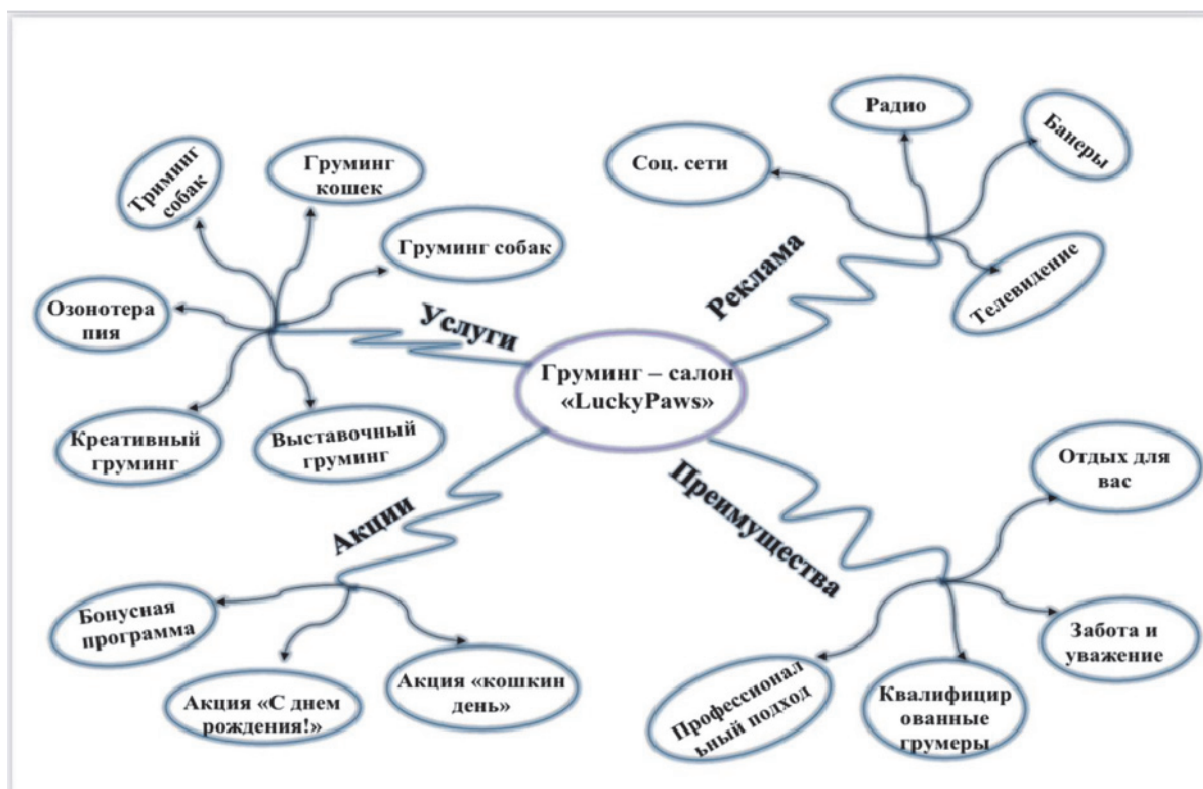 Груминг – салон
«LuckyPaws»
Услуги
Триминг
собак
Груминг
кошек
Груминг собак
Озонотера
пия
Креативный
груминг
Выставочный
груминг
Реклама
Соц. сети
Радио
Банеры
Телевидение
Акции
Бонусная
программа
Акция «С днем
рождения!»
Акция «кошкин
день»
Преимущества
Отдых для
вас
Забота и
уважение
Квалифицир
ованные
грумеры
Профессионал
ьный подход